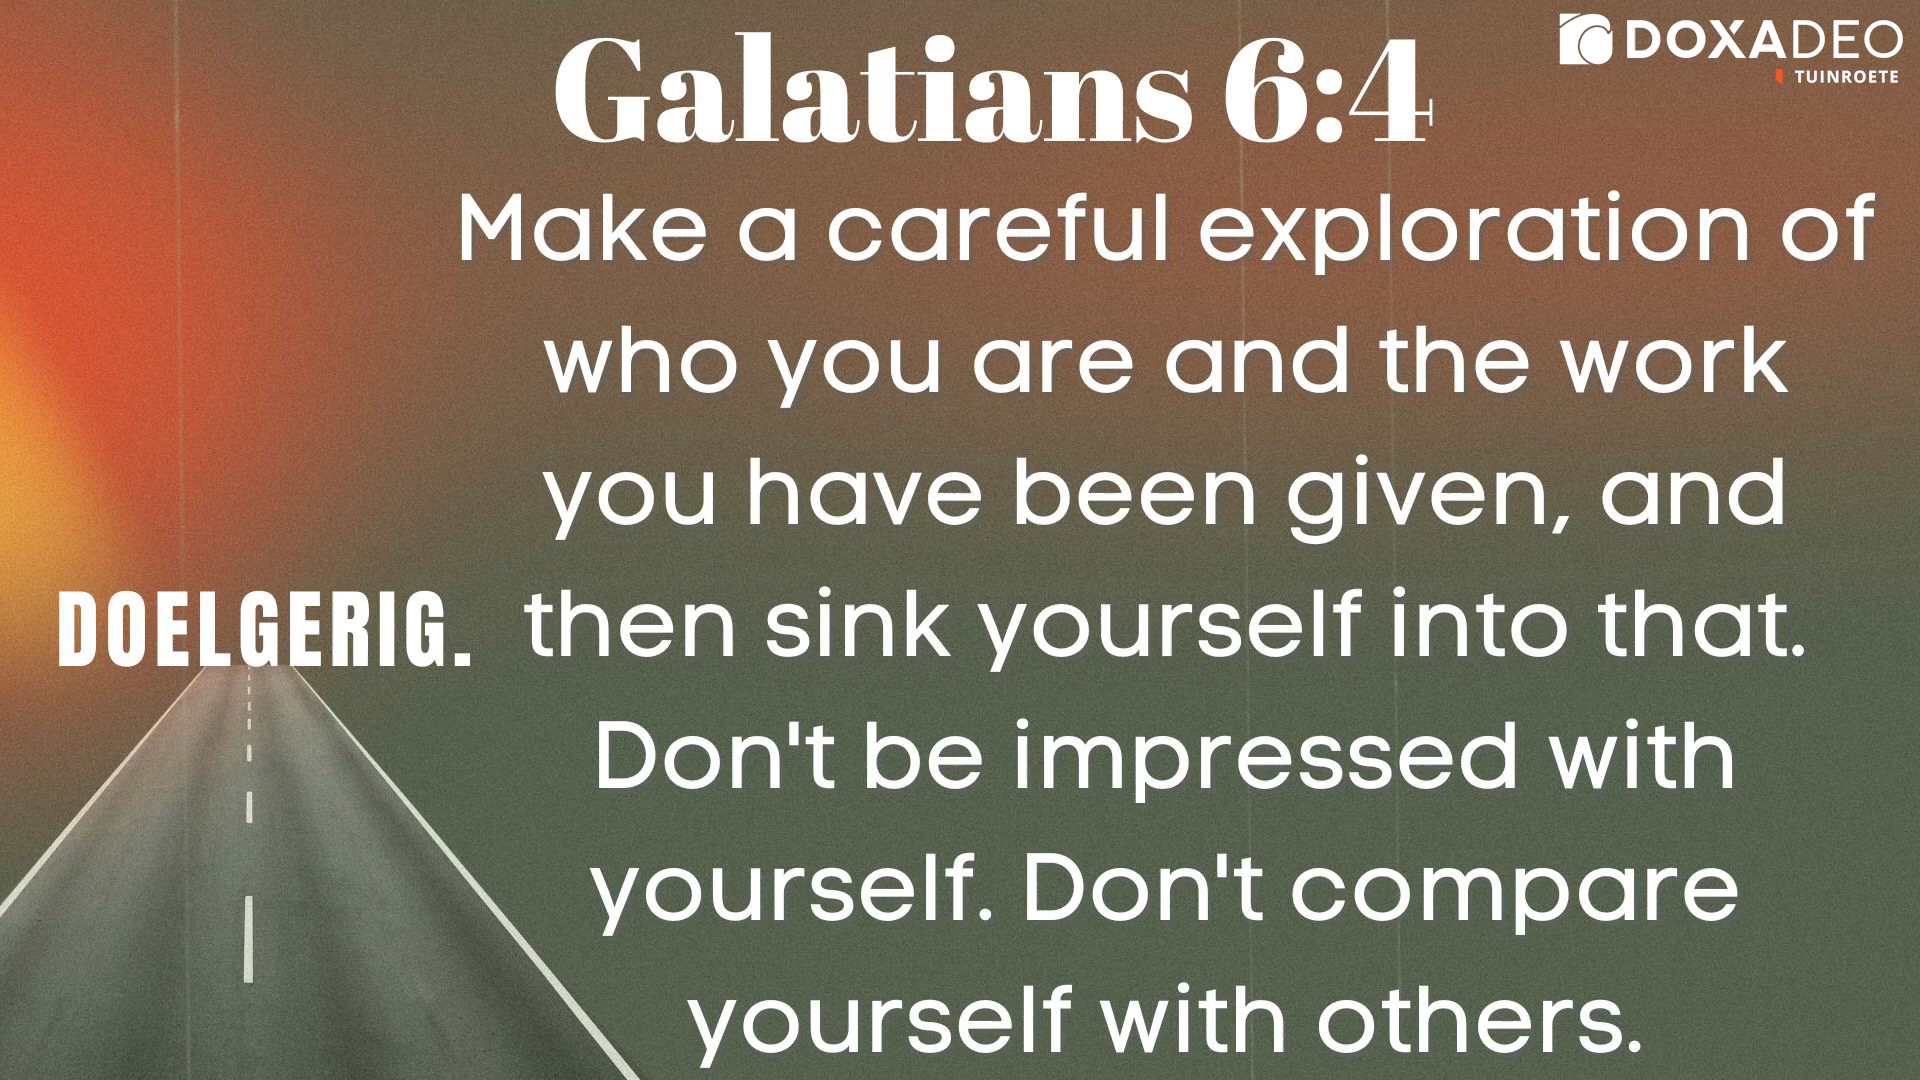 Galatians 6:4
DOXADEO
TUINROETE
Make a careful exploration of
who you are and the work
you have been given, and
then sink yourself into that.
Don't be impressed with
yourself. Don't compare
yourself with others.
DOELGERIG.